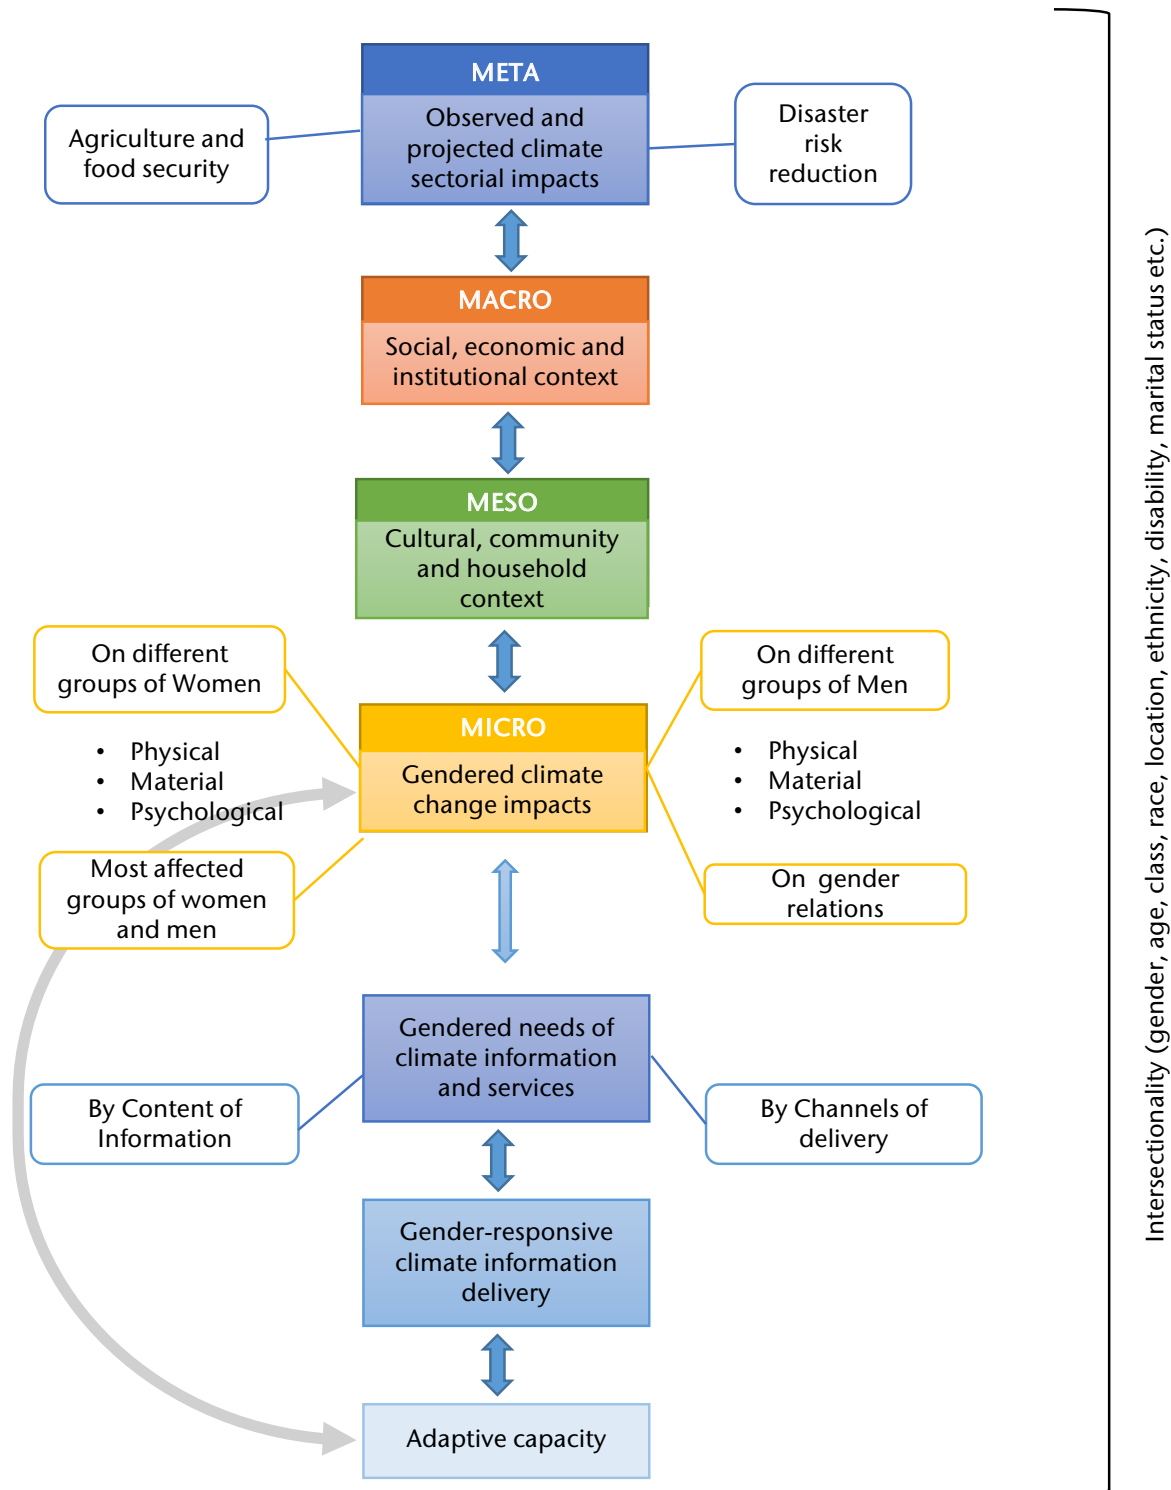 META
Observed and
projected climate
sectorial impacts
Agriculture and
food security
Disaster
risk
reduction
MACRO
Social, economic and
institutional context
MESO
Cultural, community
and household
context
On different
groups of Women
• Physical
• Material
• Psychological
Most affected
groups of women
and men
MICRO
Gendered climate
change impacts
On different
groups of Men
• Physical
• Material
• Psychological
On gender
relations
Gendered needs of
climate information
and services
By Content of
Information
By Channels of
delivery
Gender-responsive
climate information
delivery
Adaptive capacity
Intersectionality (gender, age, class, race, location, ethnicity, disability, marital status etc.)